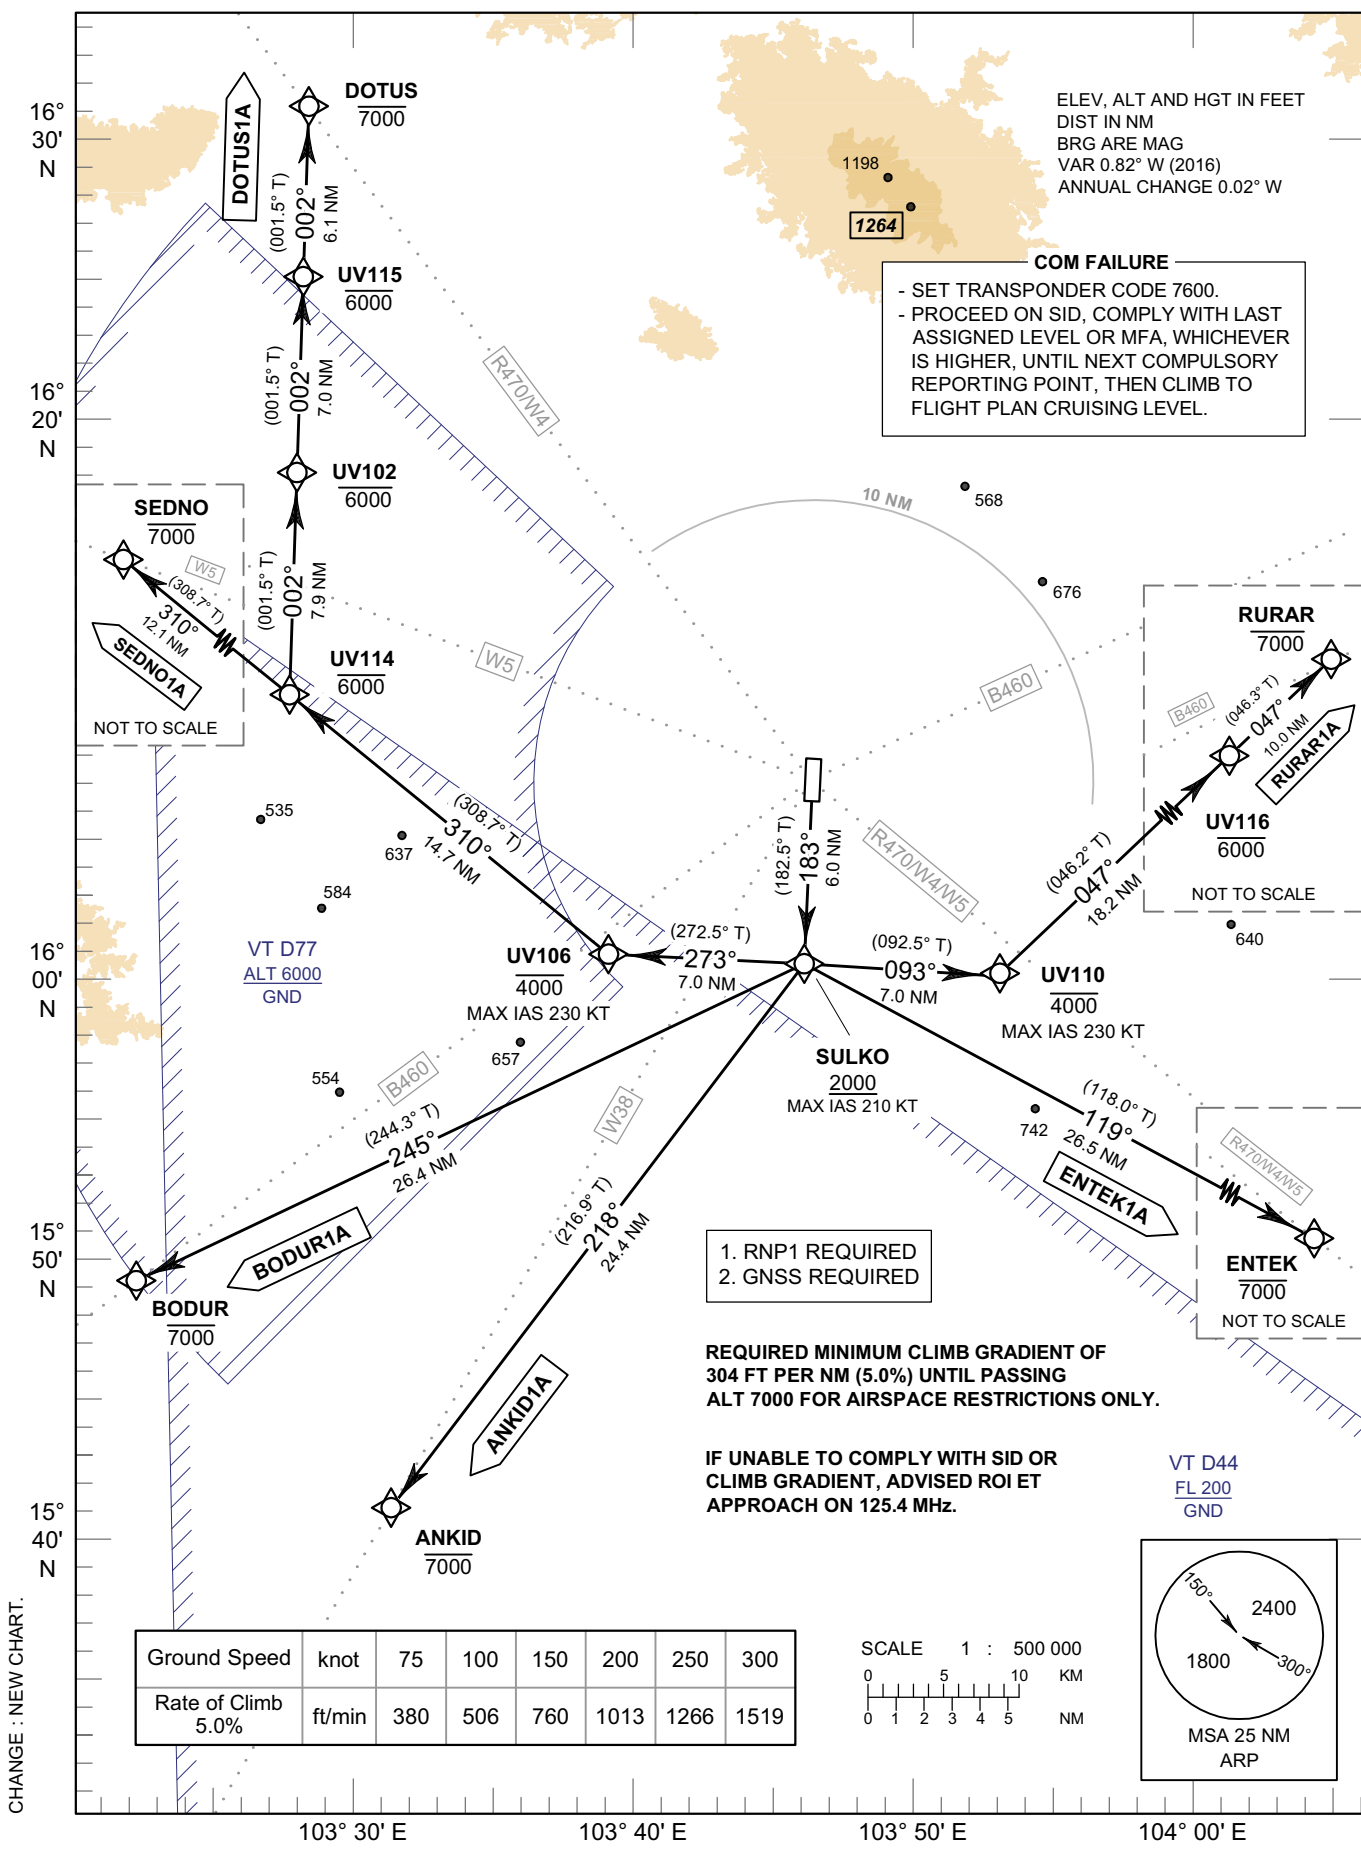 16°
30'
N
16°
20'
N
16°
00'
N
15°
50'
N
15°
40'
N
DOTUS
7000
DOTUS1A
(001.5° T)
002°
6.1 NM
UV115
6000
(001.5° T)
002°
7.0 NM
UV102
6000
(001.5° T)
002°
7.9 NM
UV114
6000
SEDNO
7000
W5
(308.7° T)
310°
12.1 NM
SEDNO1A
NOT TO SCALE
R470/W4
W5
1198
1264
ELEV, ALT AND HGT IN FEET
DIST IN NM
BRG ARE MAG
VAR 0.82° W (2016)
ANNUAL CHANGE 0.02° W
COM FAILURE
- SET TRANSPONDER CODE 7600.
- PROCEED ON SID, COMPLY WITH LAST
ASSIGNED LEVEL OR MFA, WHICHEVER
IS HIGHER, UNTIL NEXT COMPULSORY
REPORTING POINT, THEN CLIMB TO
FLIGHT PLAN CRUISING LEVEL.
10 NM
568
676
B460
RURAR
7000
B460
(046.3° T)
047°
10.0 NM
RURAR1A
UV116
6000
NOT TO SCALE
640
(046.2° T)
047°
18.2 NM
R470/W4/W5
(182.5° T)
183°
6.0 NM
(308.7° T)
310°
14.7 NM
535
637
584
VT D77
ALT 6000
GND
UV106
4000
MAX IAS 230 KT
(272.5° T)
273°
7.0 NM
(092.5° T)
093°
7.0 NM
UV110
4000
MAX IAS 230 KT
SULKO
2000
MAX IAS 210 KT
657
554
B460
W38
(244.3° T)
245°
26.4 NM
BODUR1A
BODUR
7000
(216.9° T)
218°
24.4 NM
ANKID1A
ANKID
7000
742
(118.0° T)
119°
26.5 NM
ENTEK1A
R470/W4/W5
ENTEK
7000
NOT TO SCALE
1. RNP1 REQUIRED
2. GNSS REQUIRED
REQUIRED MINIMUM CLIMB GRADIENT OF
304 FT PER NM (5.0%) UNTIL PASSING
ALT 7000 FOR AIRSPACE RESTRICTIONS ONLY.
IF UNABLE TO COMPLY WITH SID OR
CLIMB GRADIENT, ADVISED ROI ET
APPROACH ON 125.4 MHz.
VT D44
FL 200
GND
150°
2400
1800
300°
MSA 25 NM
ARP
Ground Speed knot 75 100 150 200 250 300
Rate of Climb
5.0%
ft/min 380 506 760 1013 1266 1519
SCALE 1 : 500 000
0 5 10 KM
0 1 2 3 4 5 NM
CHANGE : NEW CHART.
103° 30' E 103° 40' E 103° 50' E 104° 00' E